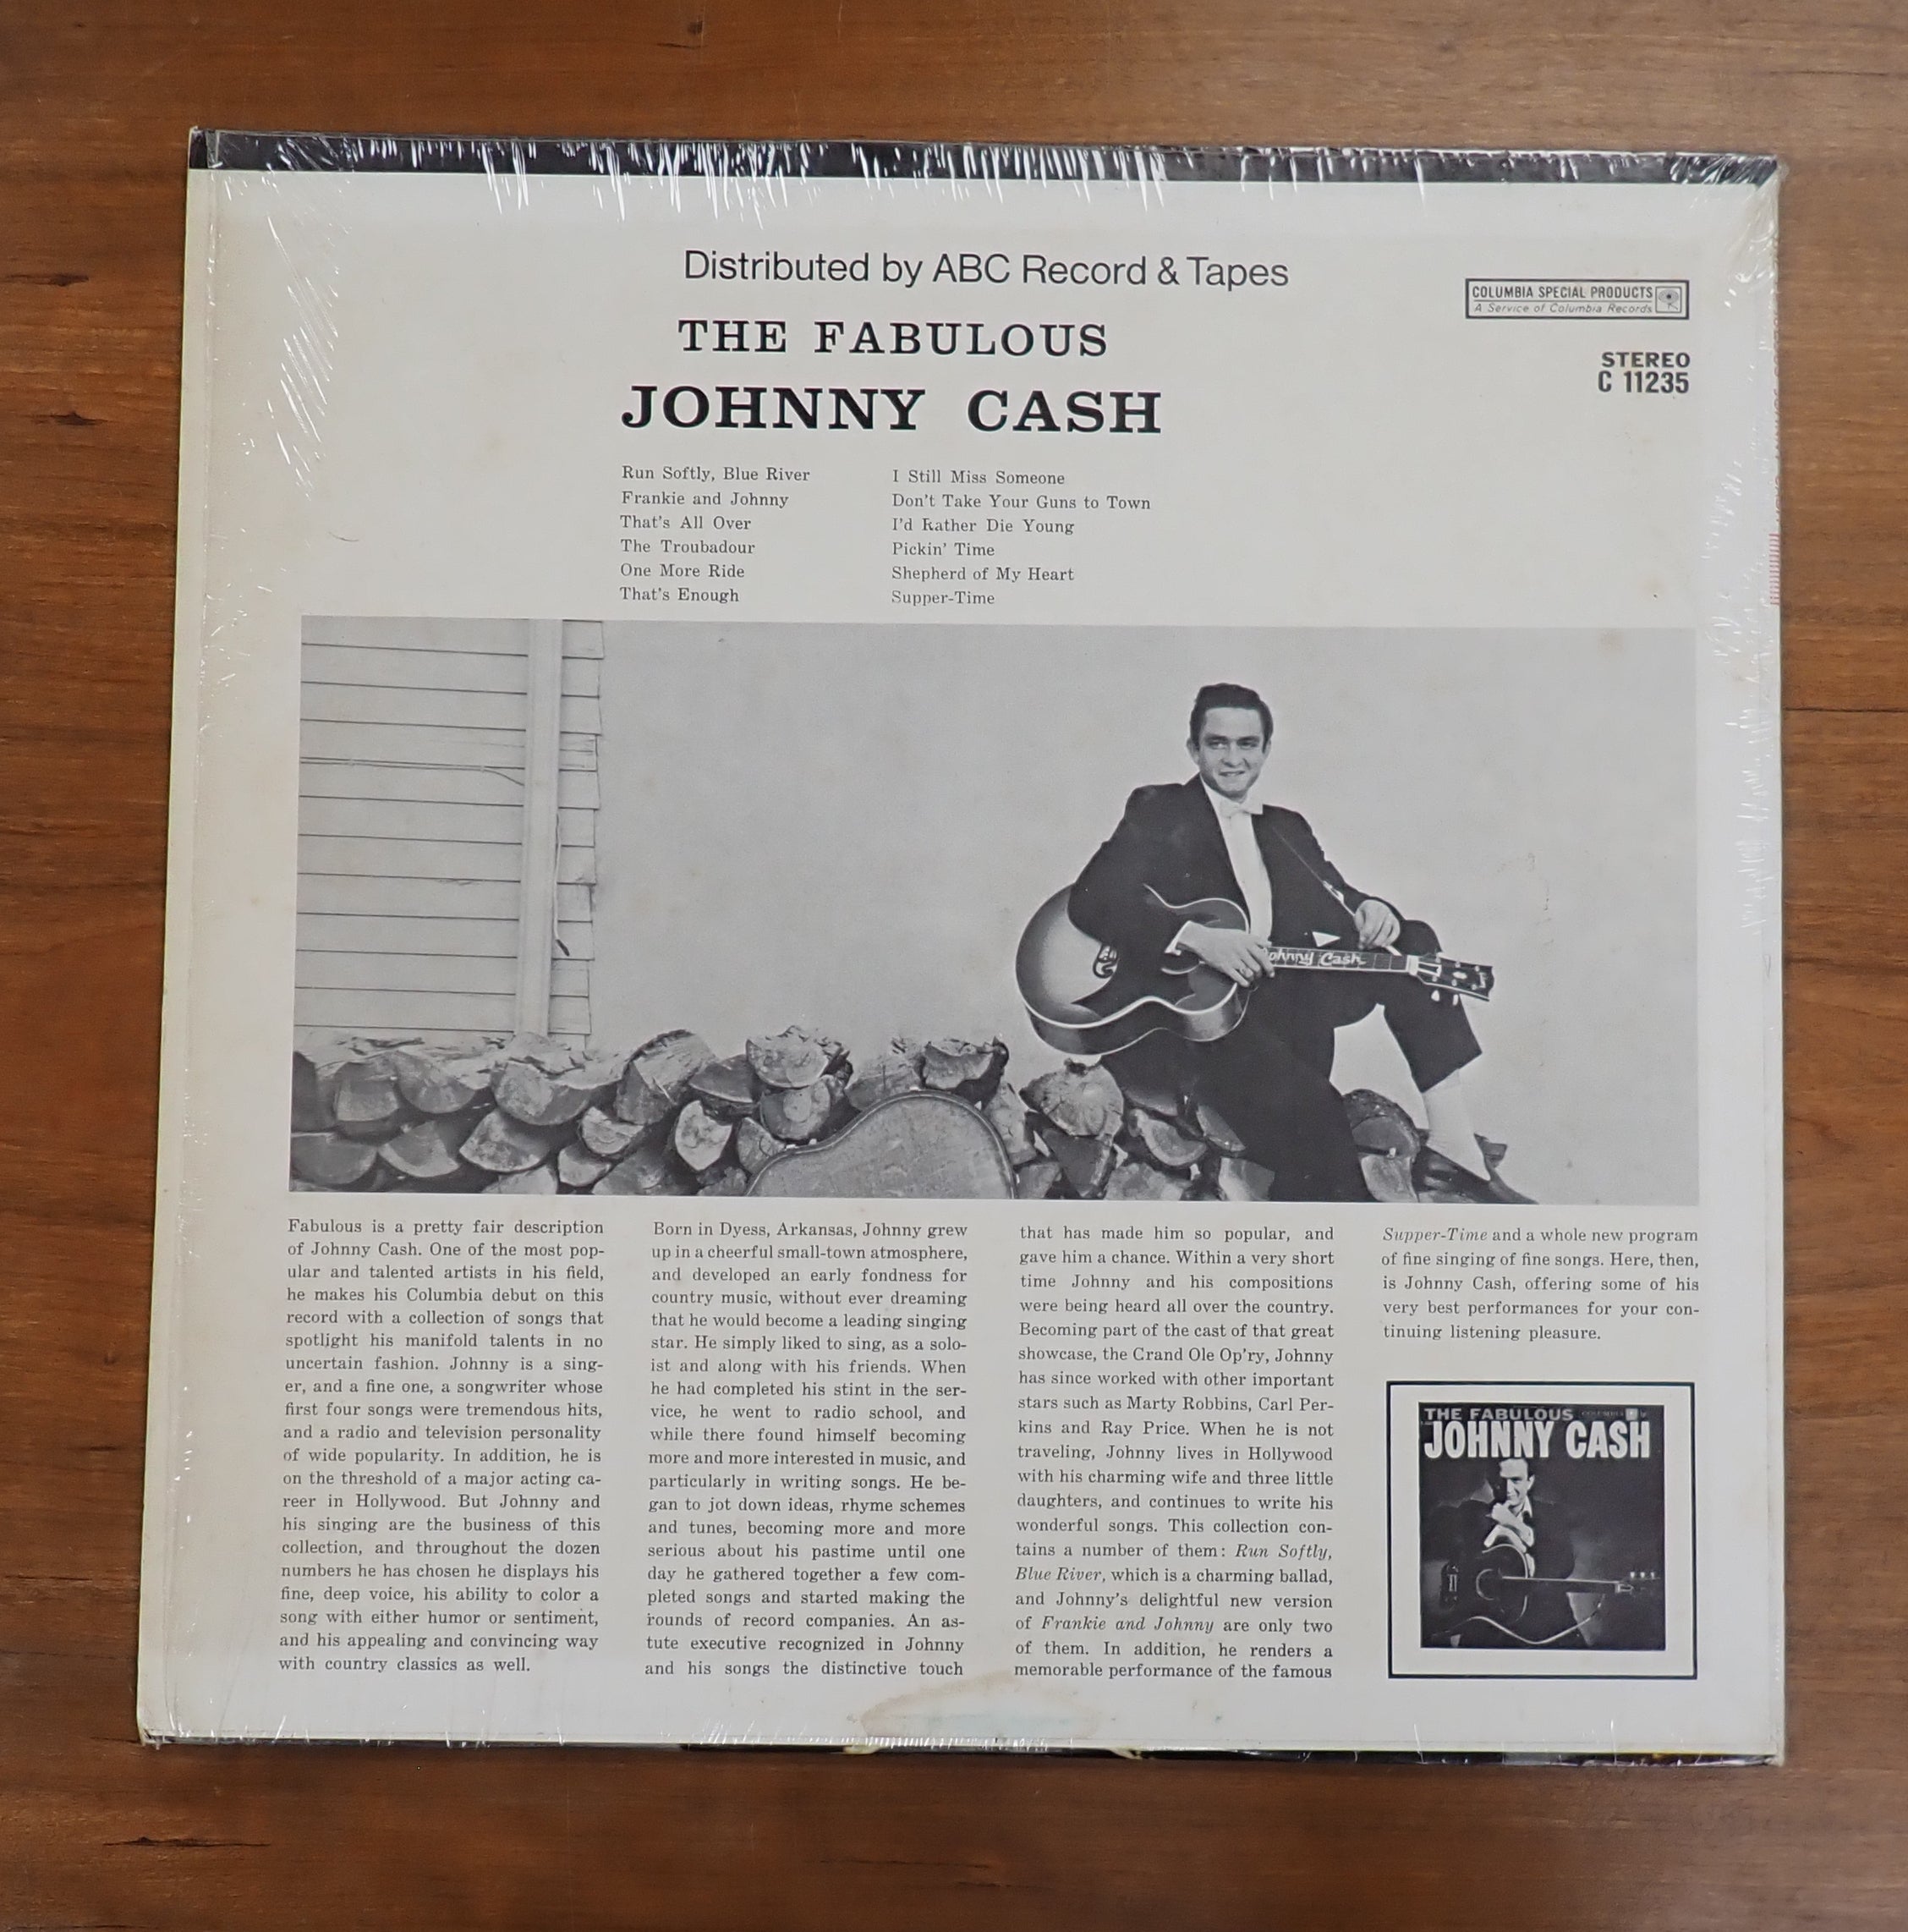 Distributed by ABC Record & Tapes
COLUMBIA SPECIAL PRODUCTS
A Service of Columbia Records
STEREO
C 11235
THE FABULOUS
JOHNNY CASH
Run Softly, Blue River
Frankie and Johnny
That's All Over
The Troubadour
One More Ride
That's Enough
I Still Miss Someone
Don't Take Your Guns to Town
I'd Rather Die Young
Pickin' Time
Shepherd of My Heart
Supper-Time
Johnny Cash
Fabulous is a pretty fair description
of Johnny Cash. One of the most pop-
ular and talented artists in his field,
he makes his Columbia debut on this
record with a collection of songs that
spotlight his manifold talents in no
uncertain fashion. Johnny is a sing-
er, and a fine one, a songwriter whose
first four songs were tremendous hits,
and a radio and television personality
of wide popularity. In addition, he is
on the threshold of a major acting ca-
reer in Hollywood. But Johnny and
his singing are the business of this
collection, and throughout the dozen
numbers he has chosen he displays his
fine, deep voice, his ability to color a
song with either humor or sentiment,
and his appealing and convincing way
with country classics as well.
Born in Dyess, Arkansas, Johnny grew
up in a cheerful small-town atmosphere,
and developed an early fondness for
country music, without ever dreaming
that he would become a leading singing
star. He simply liked to sing, as a solo-
ist and along with his friends. When
he had completed his stint in the ser-
vice, he went to radio school, and
while there found himself becoming
more and more interested in music, and
particularly in writing songs. He be-
gan to jot down ideas, rhyme schemes
and tunes, becoming more and more
serious about his pastime until one
day he gathered together a few com-
pleted songs and started making the
rounds of record companies. An as-
tute executive recognized in Johnny
and his songs the distinctive touch
that has made him so popular, and
gave him a chance. Within a very short
time Johnny and his compositions
were being heard all over the country.
Becoming part of the cast of that great
showcase, the Grand Ole Op'ry, Johnny
has since worked with other important
stars such as Marty Robbins, Carl Per-
kins and Ray Price. When he is not
traveling, Johnny lives in Hollywood
with his charming wife and three little
daughters, and continues to write his
wonderful songs. This collection con-
tains a number of them: Run Softly,
Blue River, which is a charming ballad,
and Johnny's delightful new version
of Frankie and Johnny are only two
of them. In addition, he renders a
memorable performance of the famous
Supper-Time and a whole new program
of fine singing of fine songs. Here, then,
is Johnny Cash, offering some of his
very best performances for your con-
tinuing listening pleasure.
THE FABULOUS
JOHNNY CASH